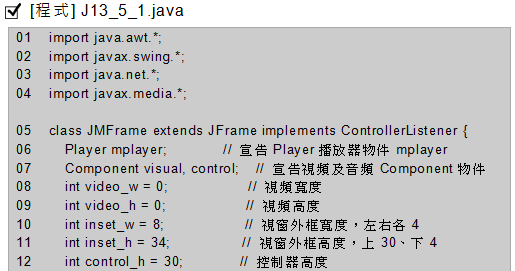 ☑ [程式] J13_5_1.java
01 import java.awt.*;
02 import javax.swing.*;
03 import java.net.*;
04 import javax.media.*;
05 class JMFrame extends JFrame implements ControllerListener {
06 Player mplayer; // 宣告 Player 播放器物件 mplayer
07 Component visual, control; // 宣告視頻及音頻 Component 物件
08 int video_w = 0; // 視頻寬度
09 int video_h = 0; // 視頻高度
10 int inset_w = 8; // 視窗外框寬度，左右各 4
11 int inset_h = 34; // 視窗外框高度，上 30、下 4
12 int control_h = 30; // 控制器高度